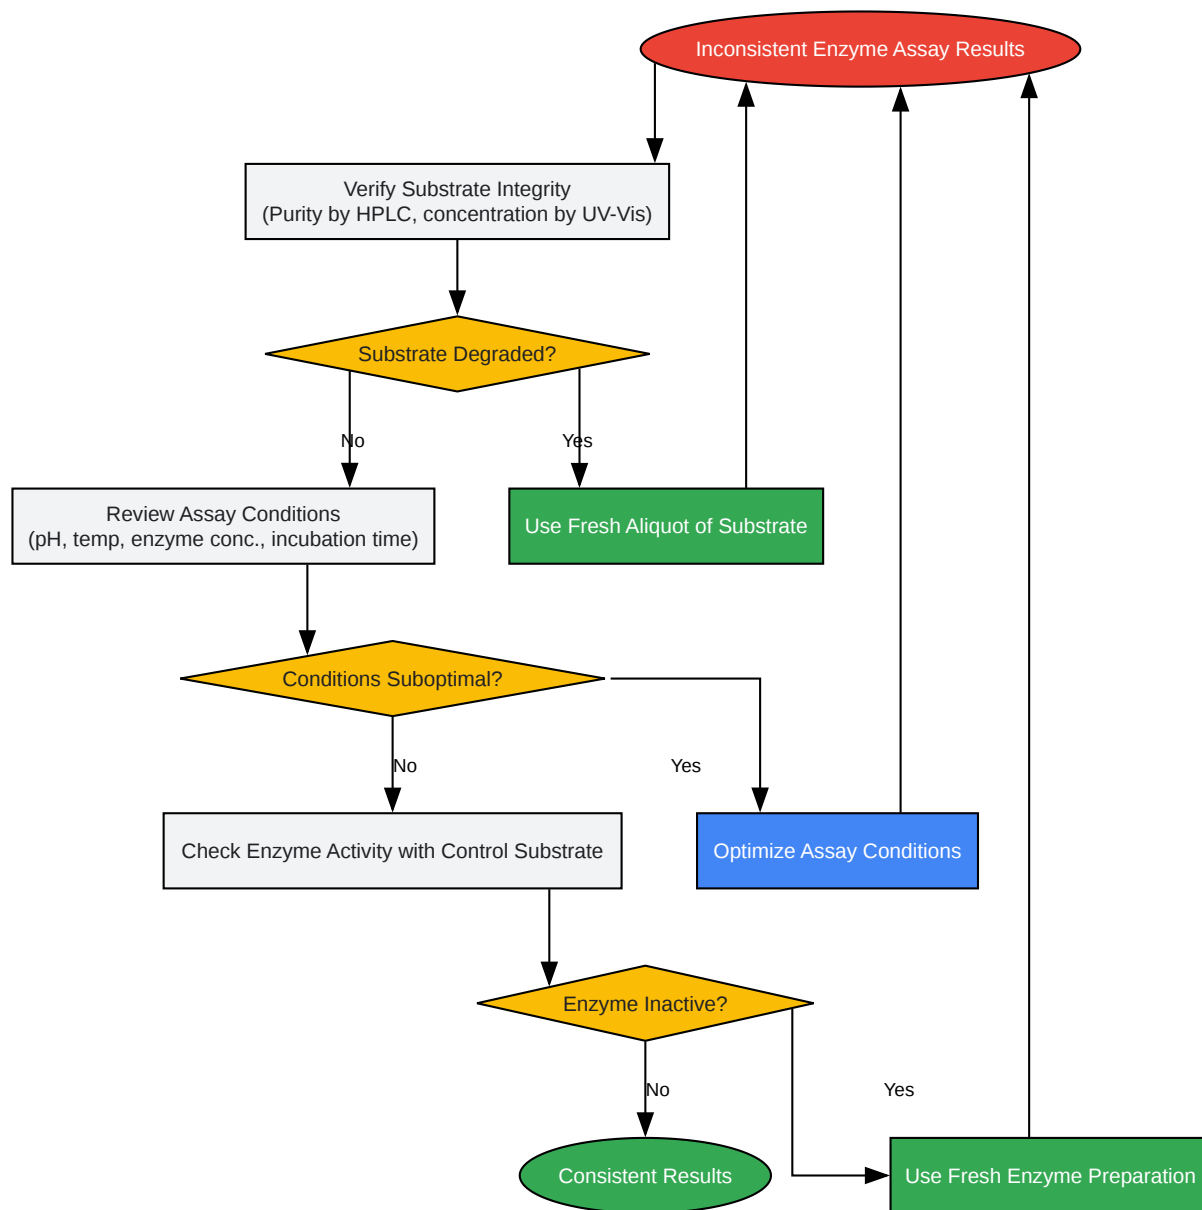 Inconsistent Enzyme Assay Results
Verify Substrate Integrity
(Purity by HPLC, concentration by UV-Vis)
Substrate Degraded?
No
Yes
Review Assay Conditions
(pH, temp, enzyme conc., incubation time)
Use Fresh Aliquot of Substrate
Conditions Suboptimal?
No
Yes
Check Enzyme Activity with Control Substrate
Optimize Assay Conditions
Enzyme Inactive?
No
Yes
Consistent Results
Use Fresh Enzyme Preparation